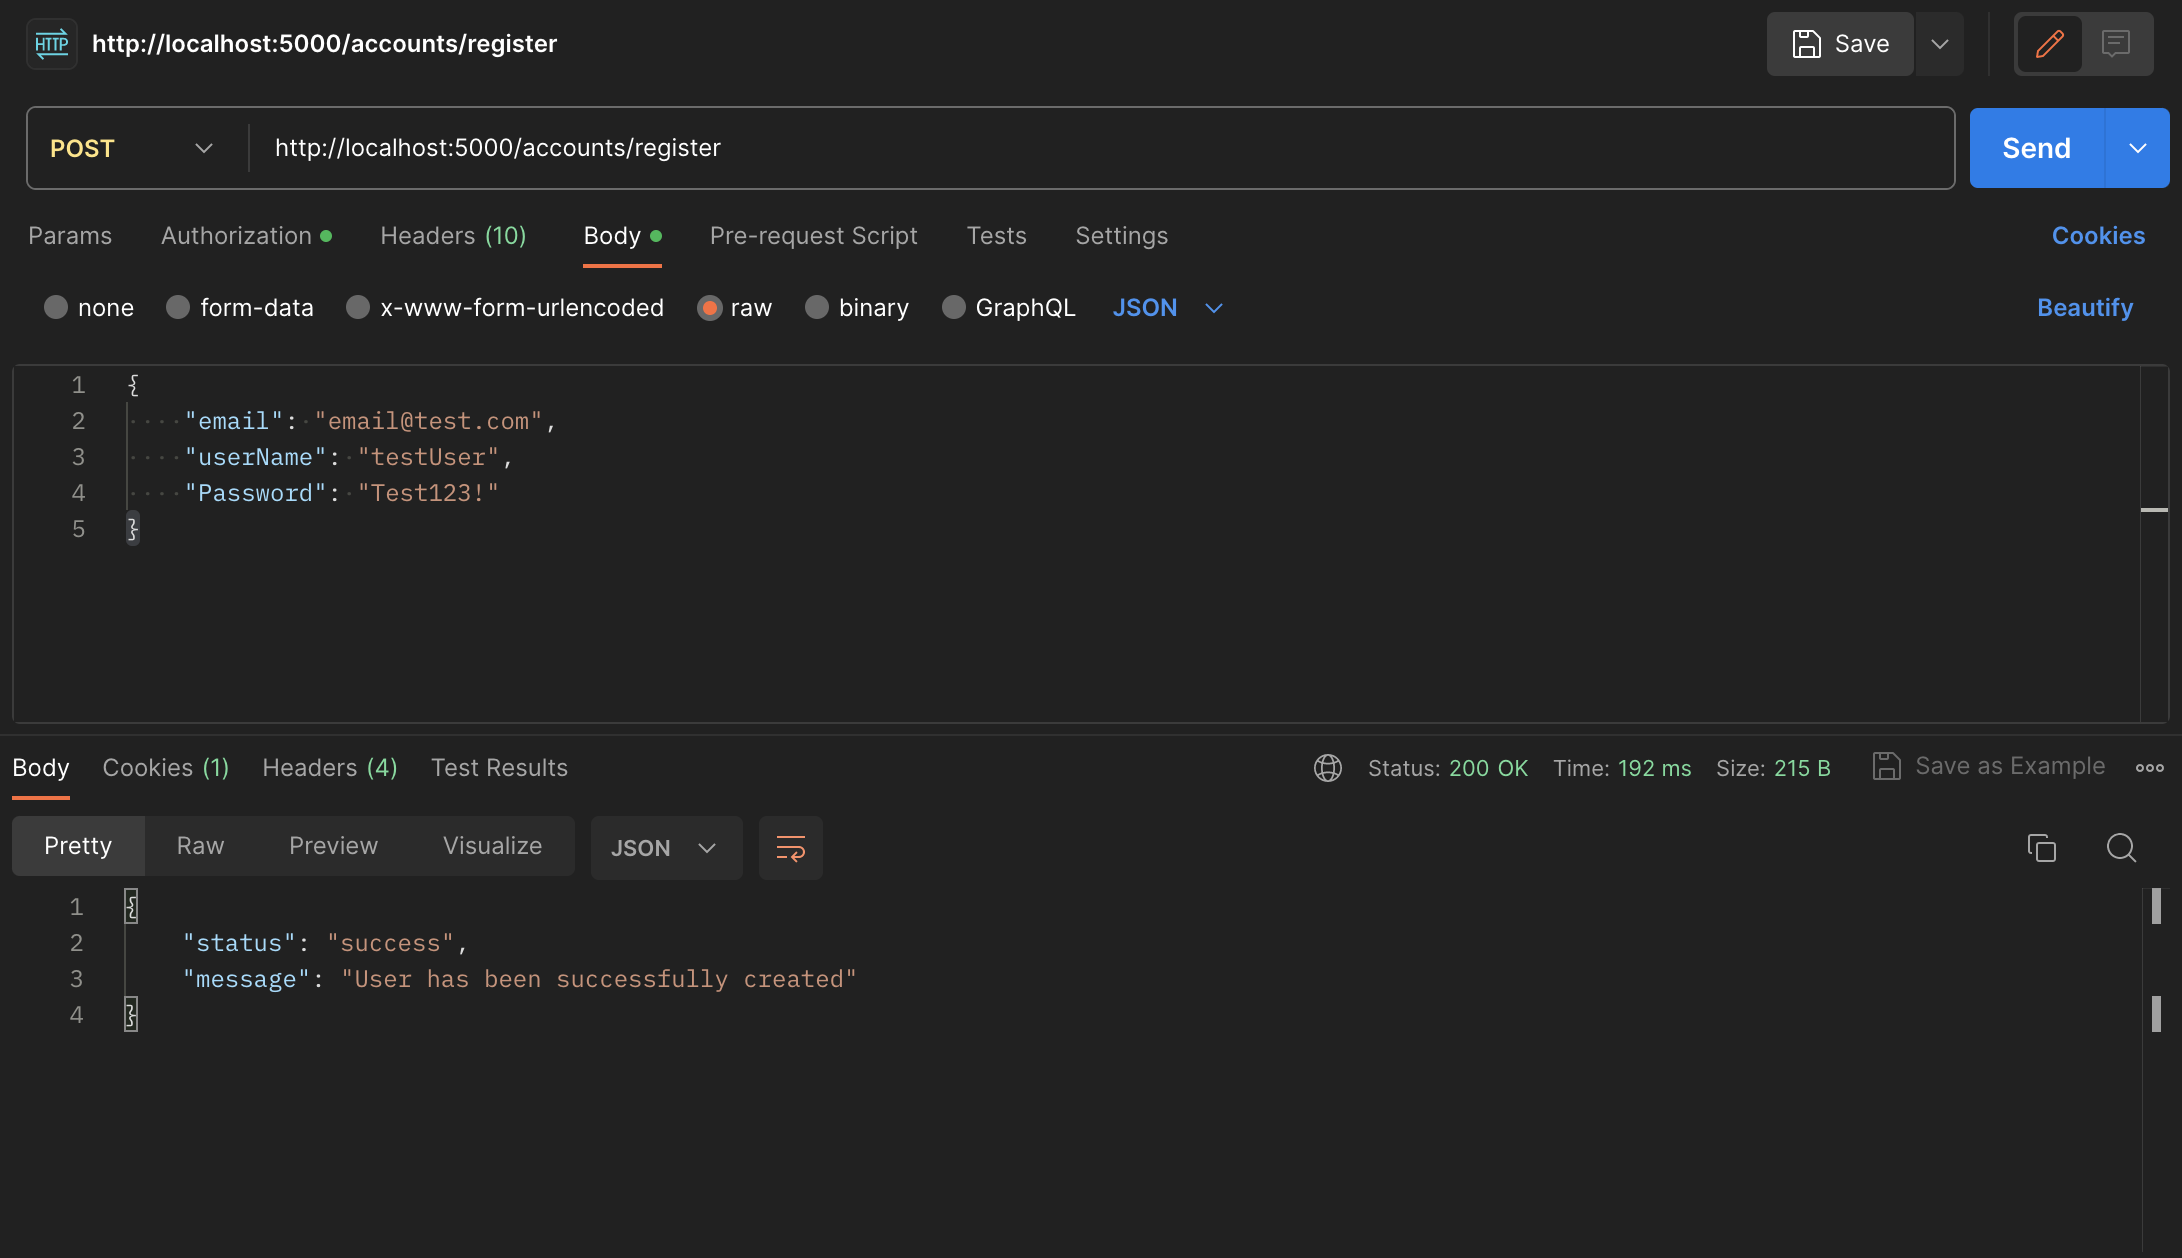 HTTP http://localhost:5000/accounts/register Save
POST http://localhost:5000/accounts/register Send
Params Authorization Headers (10) Body Pre-request Script Tests Settings Cookies
none form-data x-www-form-urlencoded raw binary GraphQL JSON Beautify
1 {
2 "email": "email@test.com",
3 "userName": "testUser",
4 "Password": "Test123!"
5 }
Body Cookies (1) Headers (4) Test Results Status: 200 OK Time: 192 ms Size: 215 B Save as Example
Pretty Raw Preview Visualize JSON
1 {
2 "status": "success",
3 "message": "User has been successfully created"
4 }